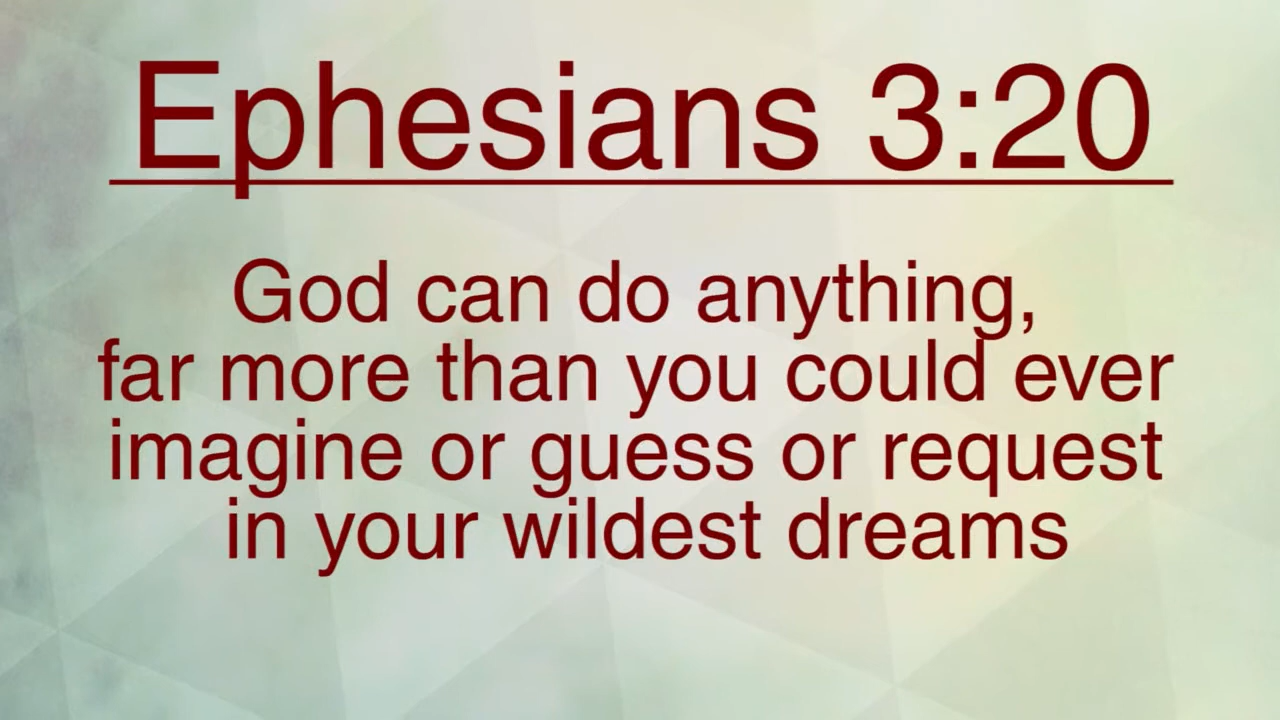 Ephesians 3:20
God can do anything,
far more than you could ever
imagine or guess or request
in your wildest dreams